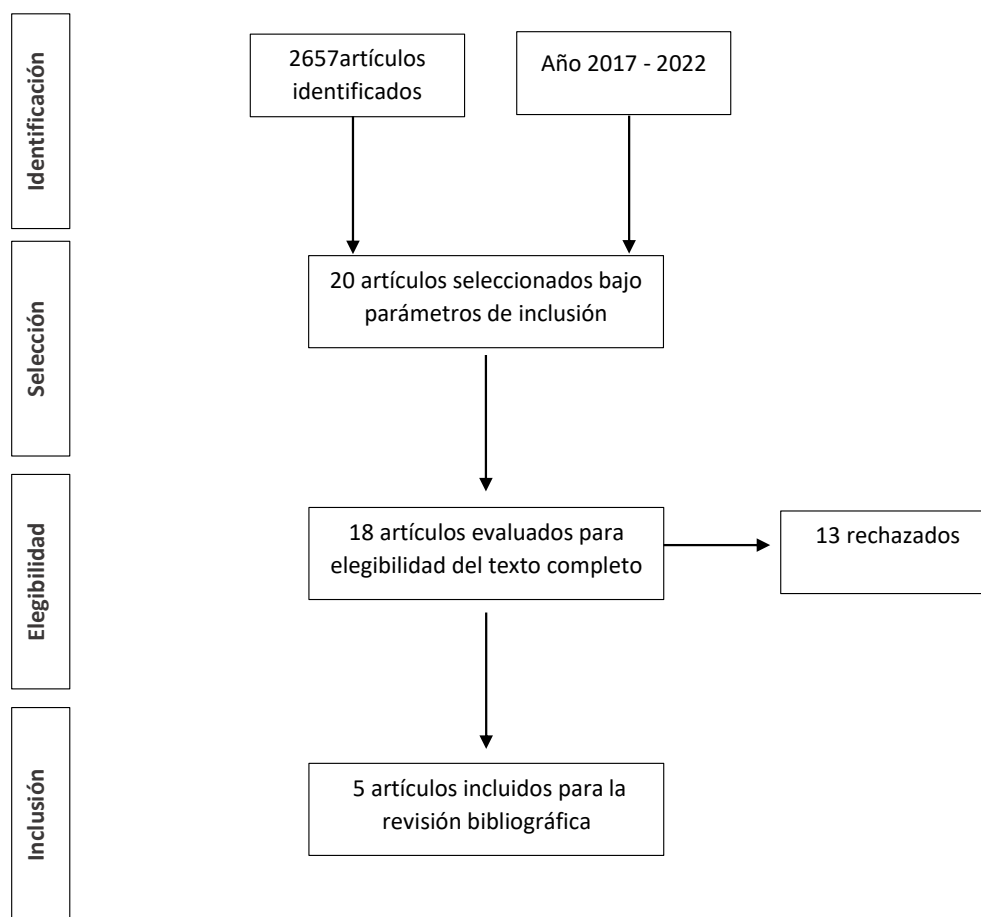 Identificación
2657artículos
identificados
Año 2017 - 2022
Selección
20 artículos seleccionados bajo
parámetros de inclusión
Elegibilidad
18 artículos evaluados para
elegibilidad del texto completo
13 rechazados
Inclusión
5 artículos incluidos para la
revisión bibliográfica